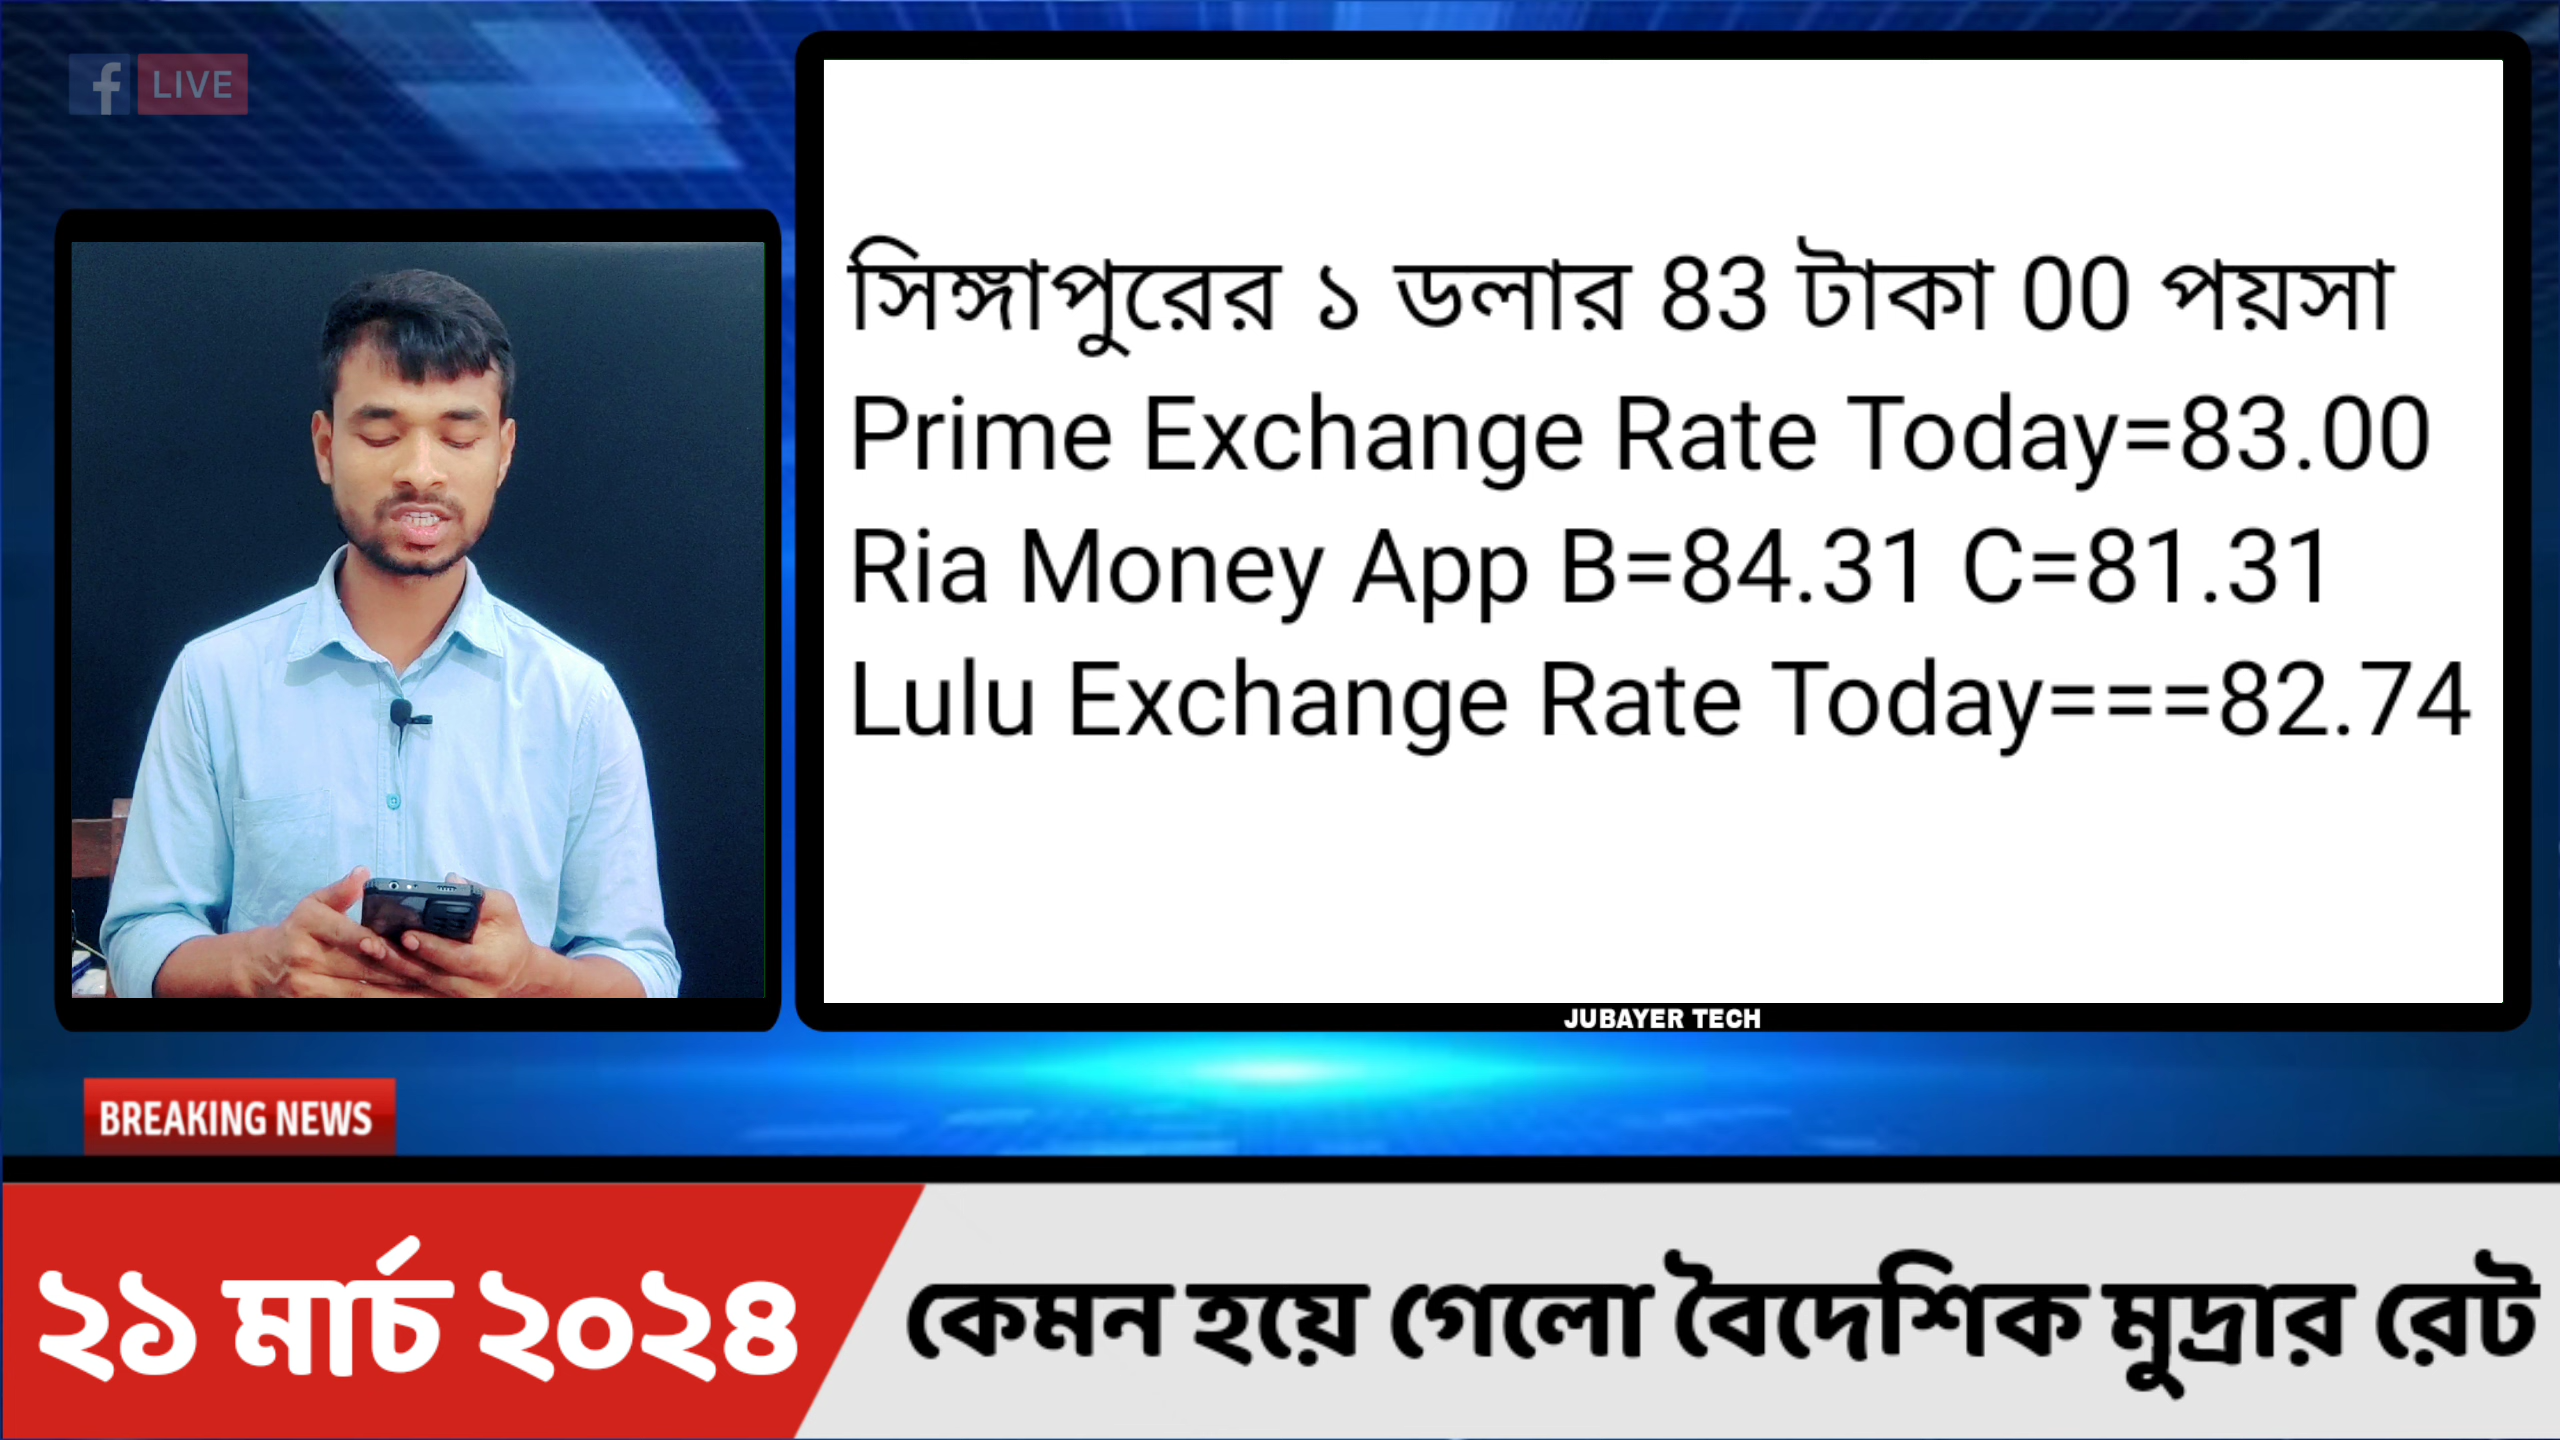 LIVE
সিঙ্গাপুরের ১ ডলার 83 টাকা 00 পয়সা
Prime Exchange Rate Today=83.00
Ria Money App B=84.31 C=81.31
Lulu Exchange Rate Today===82.74
JUBAYER TECH
BREAKING NEWS
২১ মার্চ ২০২৪
কেমন হয়ে গেলো বৈদেশিক মুদ্রার রেট